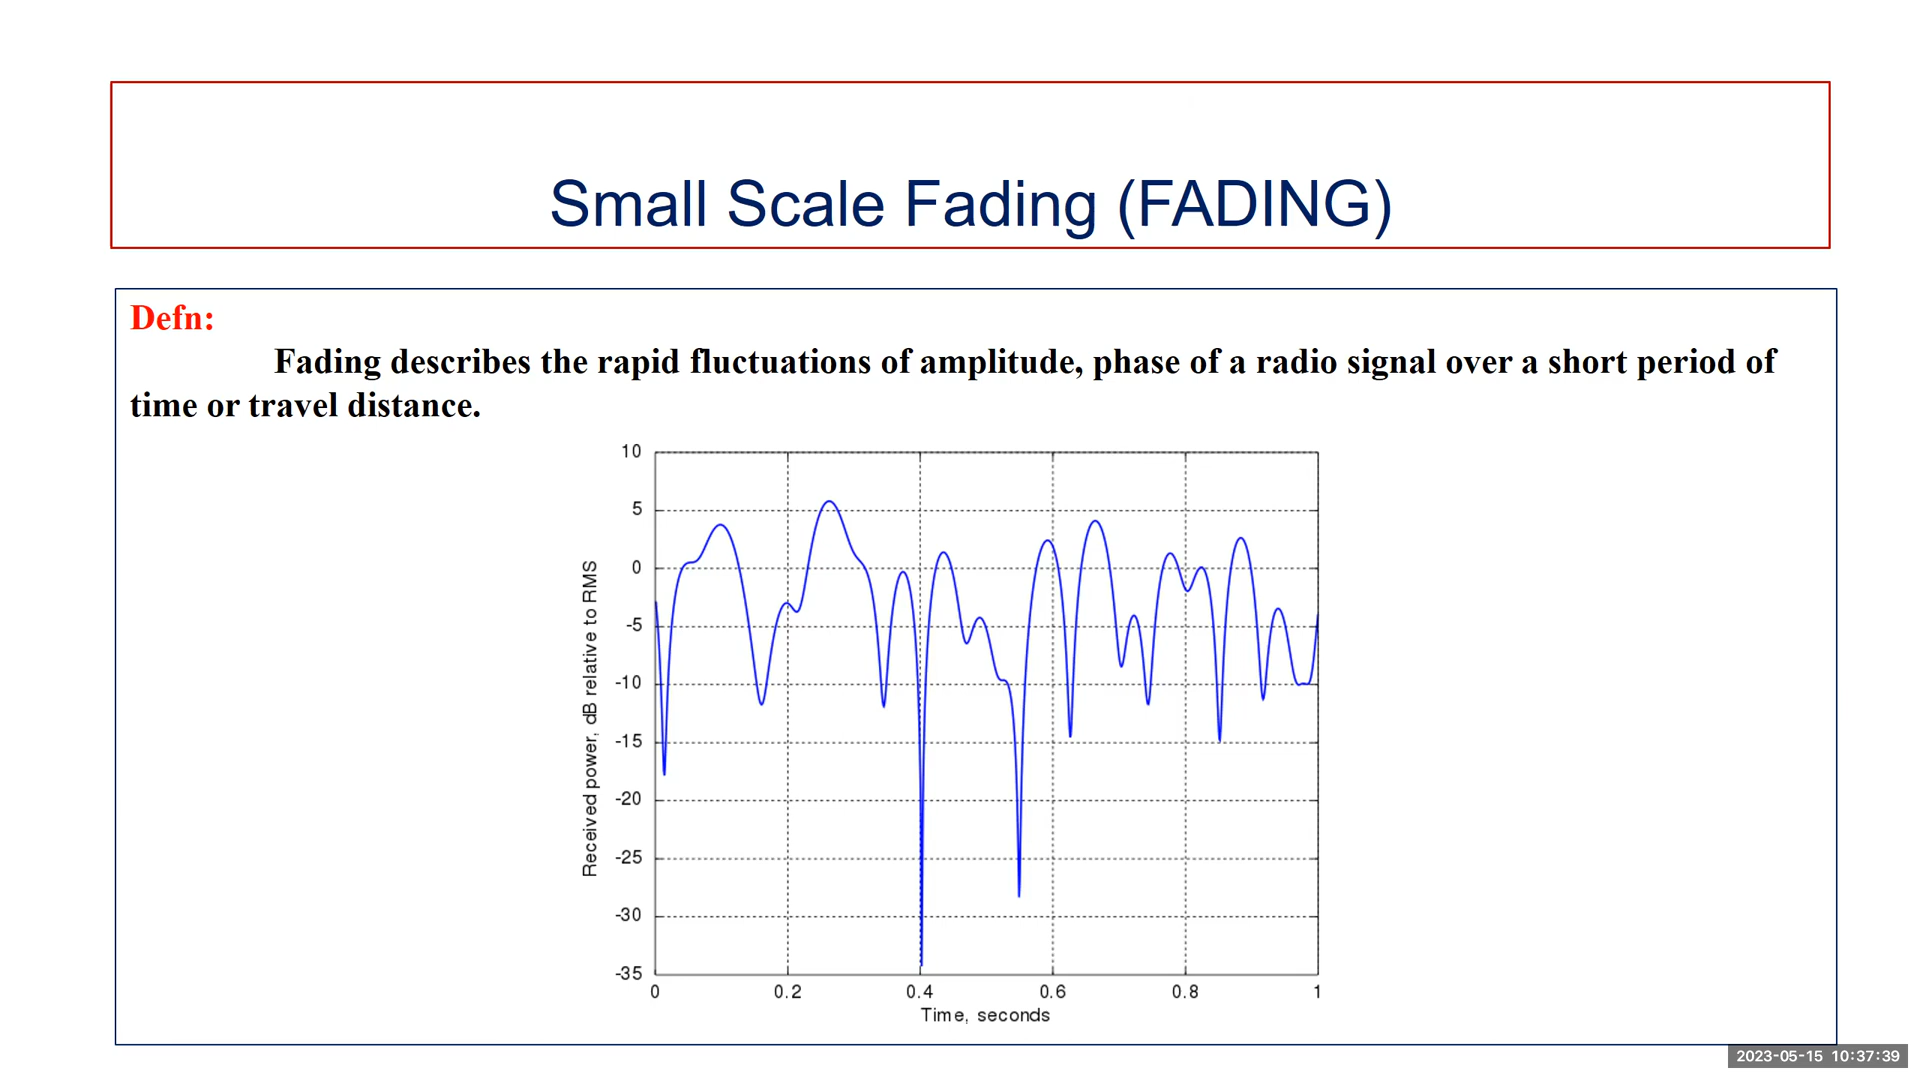 Small Scale Fading (FADING)
Defn:
Fading describes the rapid fluctuations of amplitude, phase of a radio signal over a short period of
time or travel distance.
10
5
0
-5
-10
-15
-20
-25
-30
-35
Received power, dB relative to RMS
0 0.2 0.4 0.6 0.8 1
Time, seconds
2023-05-15 10:37:39